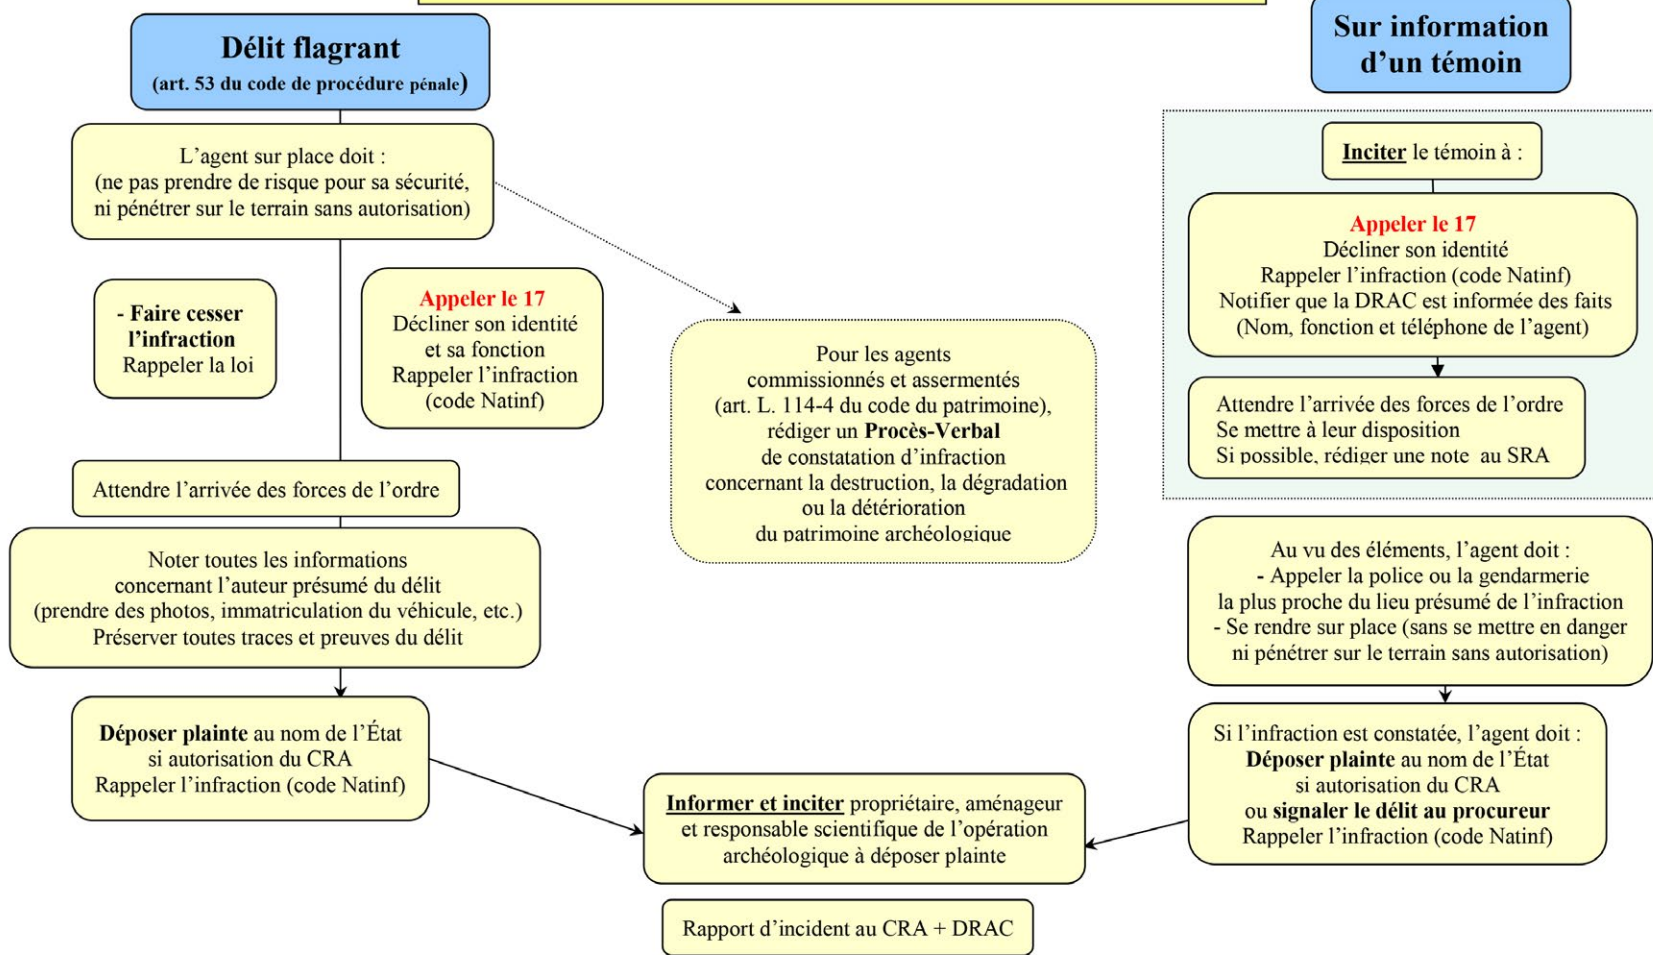 Délit flagrant
(art. 53 du code de procédure pénale)
L'agent sur place doit :
(ne pas prendre de risque pour sa sécurité,
ni pénétrer sur le terrain sans autorisation)
- Faire cesser
l'infraction
Rappeler la loi
Appeler le 17
Décliner son identité
et sa fonction
Rappeler l'infraction
(code Natinf)
Attendre l'arrivée des forces de l'ordre
Noter toutes les informations
concernant l'auteur présumé du délit
(prendre des photos, immatriculation du véhicule, etc.)
Préserver toutes traces et preuves du délit
Déposer plainte au nom de l'État
si autorisation du CRA
Rappeler l'infraction (code Natinf)
Pour les agents
commissionnés et assermentés
(art. L. 114-4 du code du patrimoine),
rédiger un Procès-Verbal
de constatation d'infraction
concernant la destruction, la dégradation
ou la détérioration
du patrimoine archéologique
Sur information
d'un témoin
Inciter le témoin à :
Appeler le 17
Décliner son identité
Rappeler l'infraction (code Natinf)
Notifier que la DRAC est informée des faits
(Nom, fonction et téléphone de l'agent)
Attendre l'arrivée des forces de l'ordre
Se mettre à leur disposition
Si possible, rédiger une note au SRA
Au vu des éléments, l'agent doit :
- Appeler la police ou la gendarmerie
la plus proche du lieu présumé de l'infraction
- Se rendre sur place (sans se mettre en danger
ni pénétrer sur le terrain sans autorisation)
Si l'infraction est constatée, l'agent doit :
Déposer plainte au nom de l'État
si autorisation du CRA
ou signaler le délit au procureur
Rappeler l'infraction (code Natinf)
Informer et inciter propriétaire, aménageur
et responsable scientifique de l'opération
archéologique à déposer plainte
Rapport d'incident au CRA + DRAC